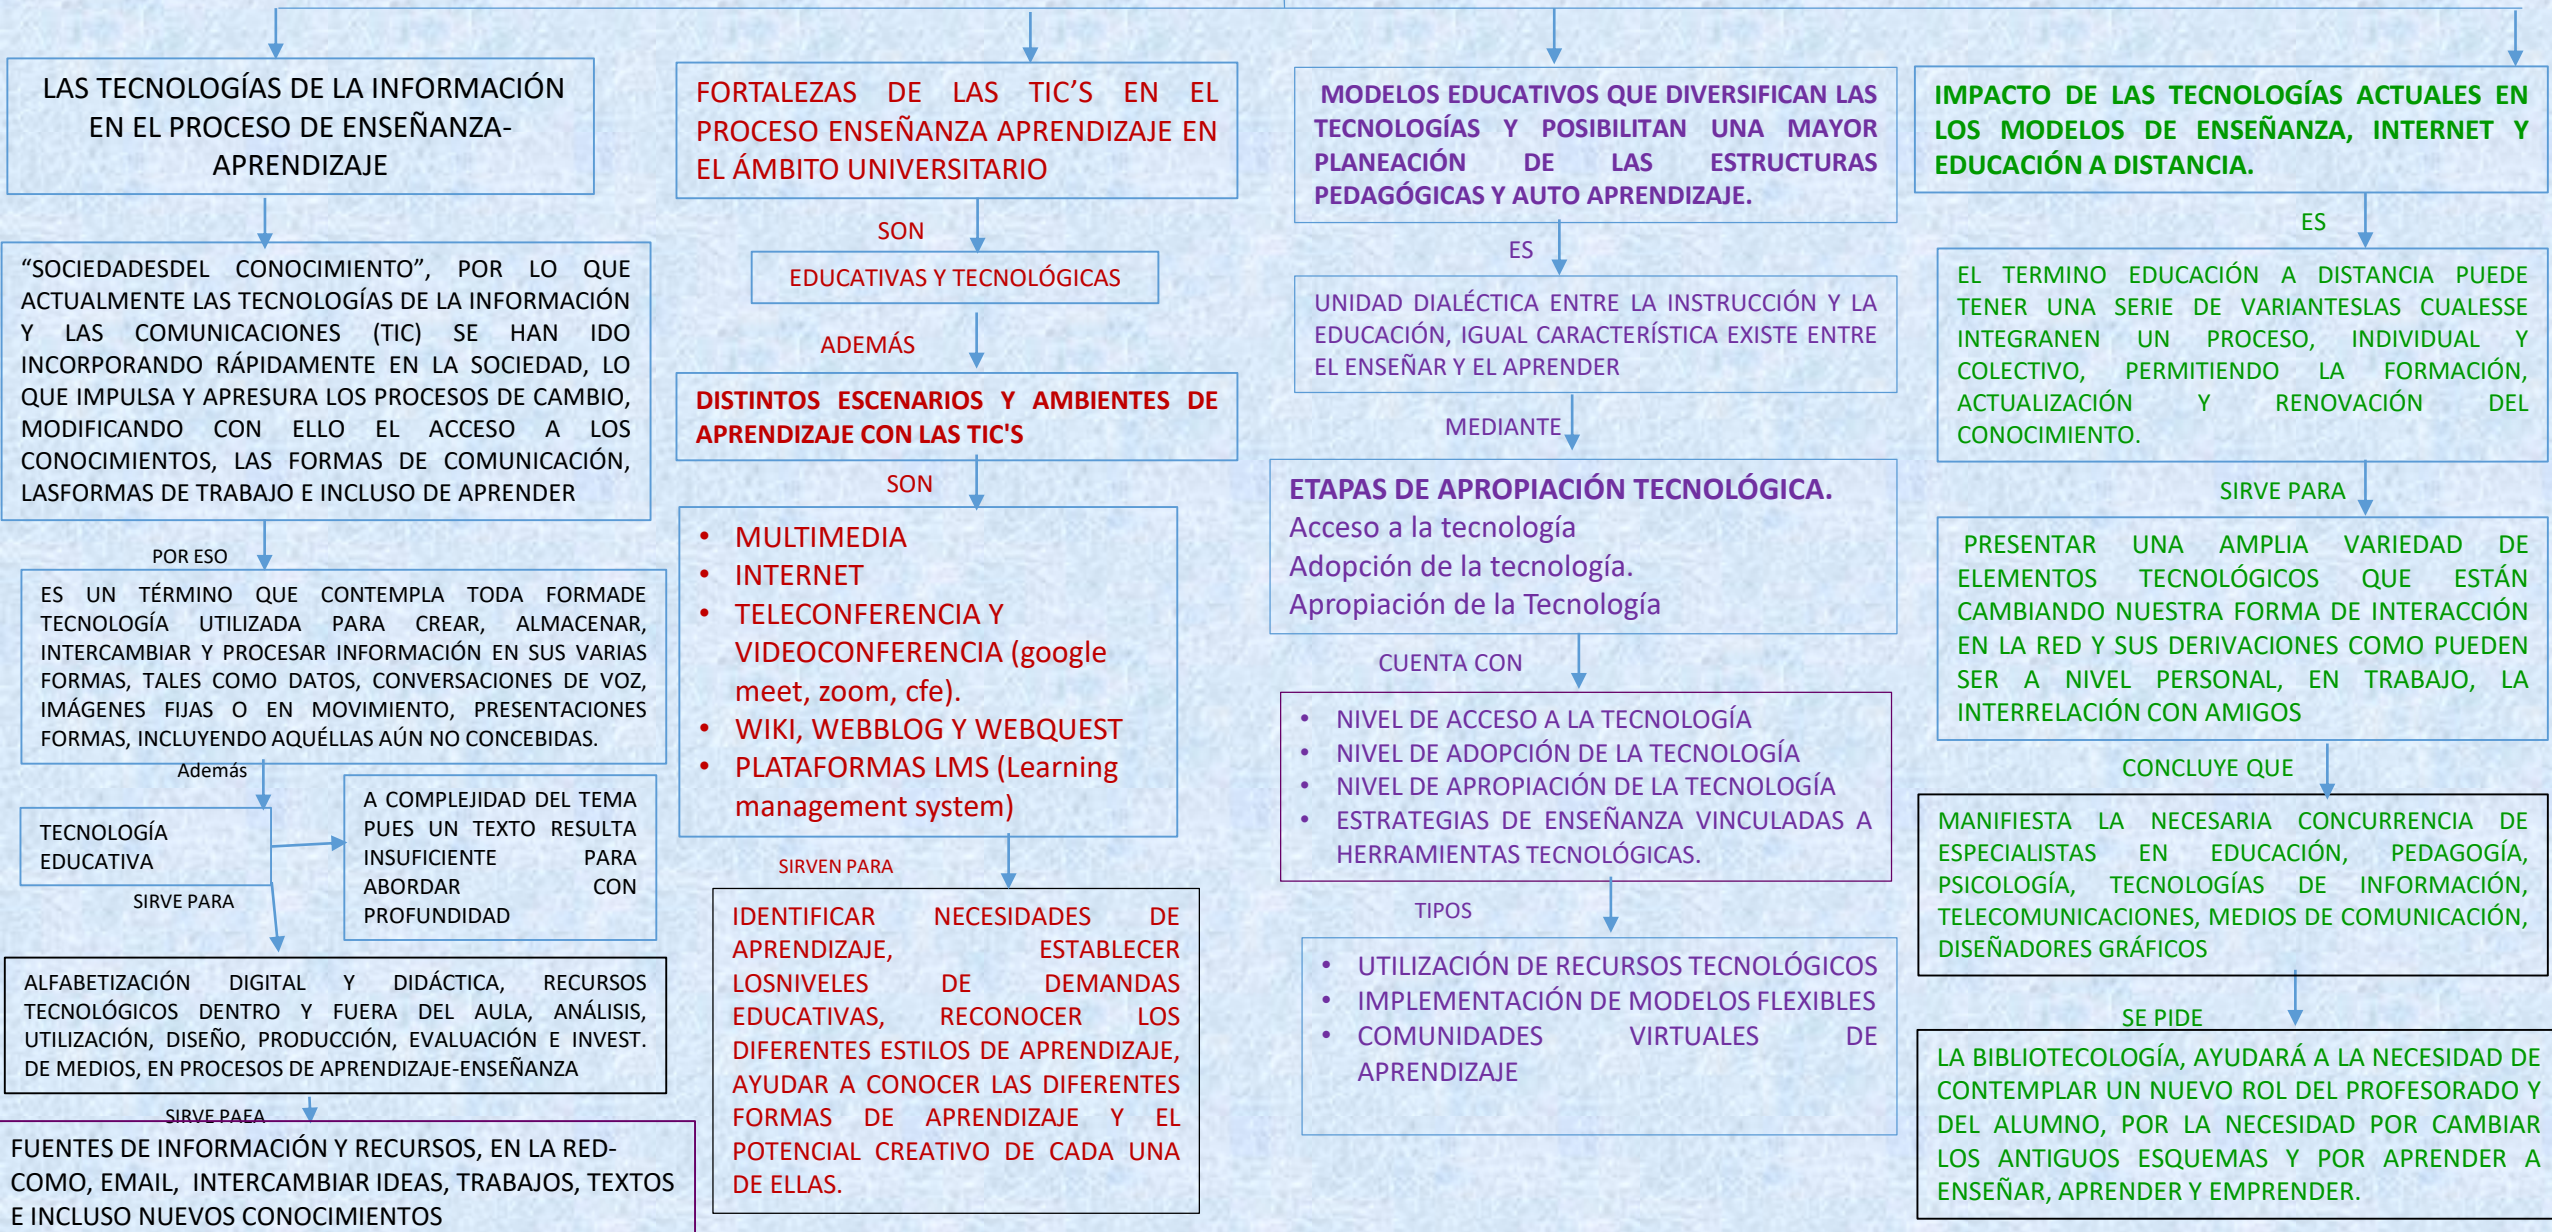 LAS TECNOLOGÍAS DE LA INFORMACIÓN
EN EL PROCESO DE ENSEÑANZA-
APRENDIZAJE
“SOCIEDADESDEL CONOCIMIENTO”, POR LO QUE
ACTUALMENTE LAS TECNOLOGÍAS DE LA INFORMACIÓN
Y LAS COMUNICACIONES (TIC) SE HAN IDO
INCORPORANDO RÁPIDAMENTE EN LA SOCIEDAD, LO
QUE IMPULSA Y APRESURA LOS PROCESOS DE CAMBIO,
MODIFICANDO CON ELLO EL ACCESO A LOS
CONOCIMIENTOS, LAS FORMAS DE COMUNICACIÓN,
LASFORMAS DE TRABAJO E INCLUSO DE APRENDER
POR ESO
ES UN TÉRMINO QUE CONTEMPLA TODA FORMADE
TECNOLOGÍA UTILIZADA PARA CREAR, ALMACENAR,
INTERCAMBIAR Y PROCESAR INFORMACIÓN EN SUS VARIAS
FORMAS, TALES COMO DATOS, CONVERSACIONES DE VOZ,
IMÁGENES FIJAS O EN MOVIMIENTO, PRESENTACIONES
FORMAS, INCLUYENDO AQUÉLLAS AÚN NO CONCEBIDAS.
Además
TECNOLOGÍA
EDUCATIVA
A COMPLEJIDAD DEL TEMA
PUES UN TEXTO RESULTA
INSUFICIENTE PARA
ABORDAR CON
PROFUNDIDAD
SIRVE PARA
ALFABETIZACIÓN DIGITAL Y DIDÁCTICA, RECURSOS
TECNOLÓGICOS DENTRO Y FUERA DEL AULA, ANÁLISIS,
UTILIZACIÓN, DISEÑO, PRODUCCIÓN, EVALUACIÓN E INVEST.
DE MEDIOS, EN PROCESOS DE APRENDIZAJE-ENSEÑANZA
SIRVE PAEA
FUENTES DE INFORMACIÓN Y RECURSOS, EN LA RED-
COMO, EMAIL, INTERCAMBIAR IDEAS, TRABAJOS, TEXTOS
E INCLUSO NUEVOS CONOCIMIENTOS
FORTALEZAS DE LAS TIC’S EN EL
PROCESO ENSEÑANZA APRENDIZAJE EN
EL ÁMBITO UNIVERSITARIO
SON
EDUCATIVAS Y TECNOLÓGICAS
ADEMÁS
DISTINTOS ESCENARIOS Y AMBIENTES DE
APRENDIZAJE CON LAS TIC'S
SON
• MULTIMEDIA
• INTERNET
• TELECONFERENCIA Y
VIDEOCONFERENCIA (google
meet, zoom, cfe).
• WIKI, WEBBLOG Y WEBQUEST
• PLATAFORMAS LMS (Learning
management system)
SIRVEN PARA
IDENTIFICAR NECESIDADES DE
APRENDIZAJE, ESTABLECER
LOSNIVELES DE DEMANDAS
EDUCATIVAS, RECONOCER LOS
DIFERENTES ESTILOS DE APRENDIZAJE,
AYUDAR A CONOCER LAS DIFERENTES
FORMAS DE APRENDIZAJE Y EL
POTENCIAL CREATIVO DE CADA UNA
DE ELLAS.
MODELOS EDUCATIVOS QUE DIVERSIFICAN LAS
TECNOLOGÍAS Y POSIBILITAN UNA MAYOR
PLANEACIÓN DE LAS ESTRUCTURAS
PEDAGÓGICAS Y AUTO APRENDIZAJE.
ES
UNIDAD DIALÉCTICA ENTRE LA INSTRUCCIÓN Y LA
EDUCACIÓN, IGUAL CARACTERÍSTICA EXISTE ENTRE
EL ENSEÑAR Y EL APRENDER
MEDIANTE
ETAPAS DE APROPIACIÓN TECNOLÓGICA.
Acceso a la tecnología
Adopción de la tecnología.
Apropiación de la Tecnología
CUENTA CON
• NIVEL DE ACCESO A LA TECNOLOGÍA
• NIVEL DE ADOPCIÓN DE LA TECNOLOGÍA
• NIVEL DE APROPIACIÓN DE LA TECNOLOGÍA
• ESTRATEGIAS DE ENSEÑANZA VINCULADAS A
HERRAMIENTAS TECNOLÓGICAS.
TIPOS
• UTILIZACIÓN DE RECURSOS TECNOLÓGICOS
• IMPLEMENTACIÓN DE MODELOS FLEXIBLES
• COMUNIDADES VIRTUALES DE
APRENDIZAJE
IMPACTO DE LAS TECNOLOGÍAS ACTUALES EN
LOS MODELOS DE ENSEÑANZA, INTERNET Y
EDUCACIÓN A DISTANCIA.
ES
EL TERMINO EDUCACIÓN A DISTANCIA PUEDE
TENER UNA SERIE DE VARIANTESLAS CUALESSE
INTEGRANEN UN PROCESO, INDIVIDUAL Y
COLECTIVO, PERMITIENDO LA FORMACIÓN,
ACTUALIZACIÓN Y RENOVACIÓN DEL
CONOCIMIENTO.
SIRVE PARA
PRESENTAR UNA AMPLIA VARIEDAD DE
ELEMENTOS TECNOLÓGICOS QUE ESTÁN
CAMBIANDO NUESTRA FORMA DE INTERACCIÓN
EN LA RED Y SUS DERIVACIONES COMO PUEDEN
SER A NIVEL PERSONAL, EN TRABAJO, LA
INTERRELACIÓN CON AMIGOS
CONCLUYE QUE
MANIFIESTA LA NECESARIA CONCURRENCIA DE
ESPECIALISTAS EN EDUCACIÓN, PEDAGOGÍA,
PSICOLOGÍA, TECNOLOGÍAS DE INFORMACIÓN,
TELECOMUNICACIONES, MEDIOS DE COMUNICACIÓN,
DISEÑADORES GRÁFICOS
SE PIDE
LA BIBLIOTECOLOGÍA, AYUDARÁ A LA NECESIDAD DE
CONTEMPLAR UN NUEVO ROL DEL PROFESORADO Y
DEL ALUMNO, POR LA NECESIDAD POR CAMBIAR
LOS ANTIGUOS ESQUEMAS Y POR APRENDER A
ENSEÑAR, APRENDER Y EMPRENDER.